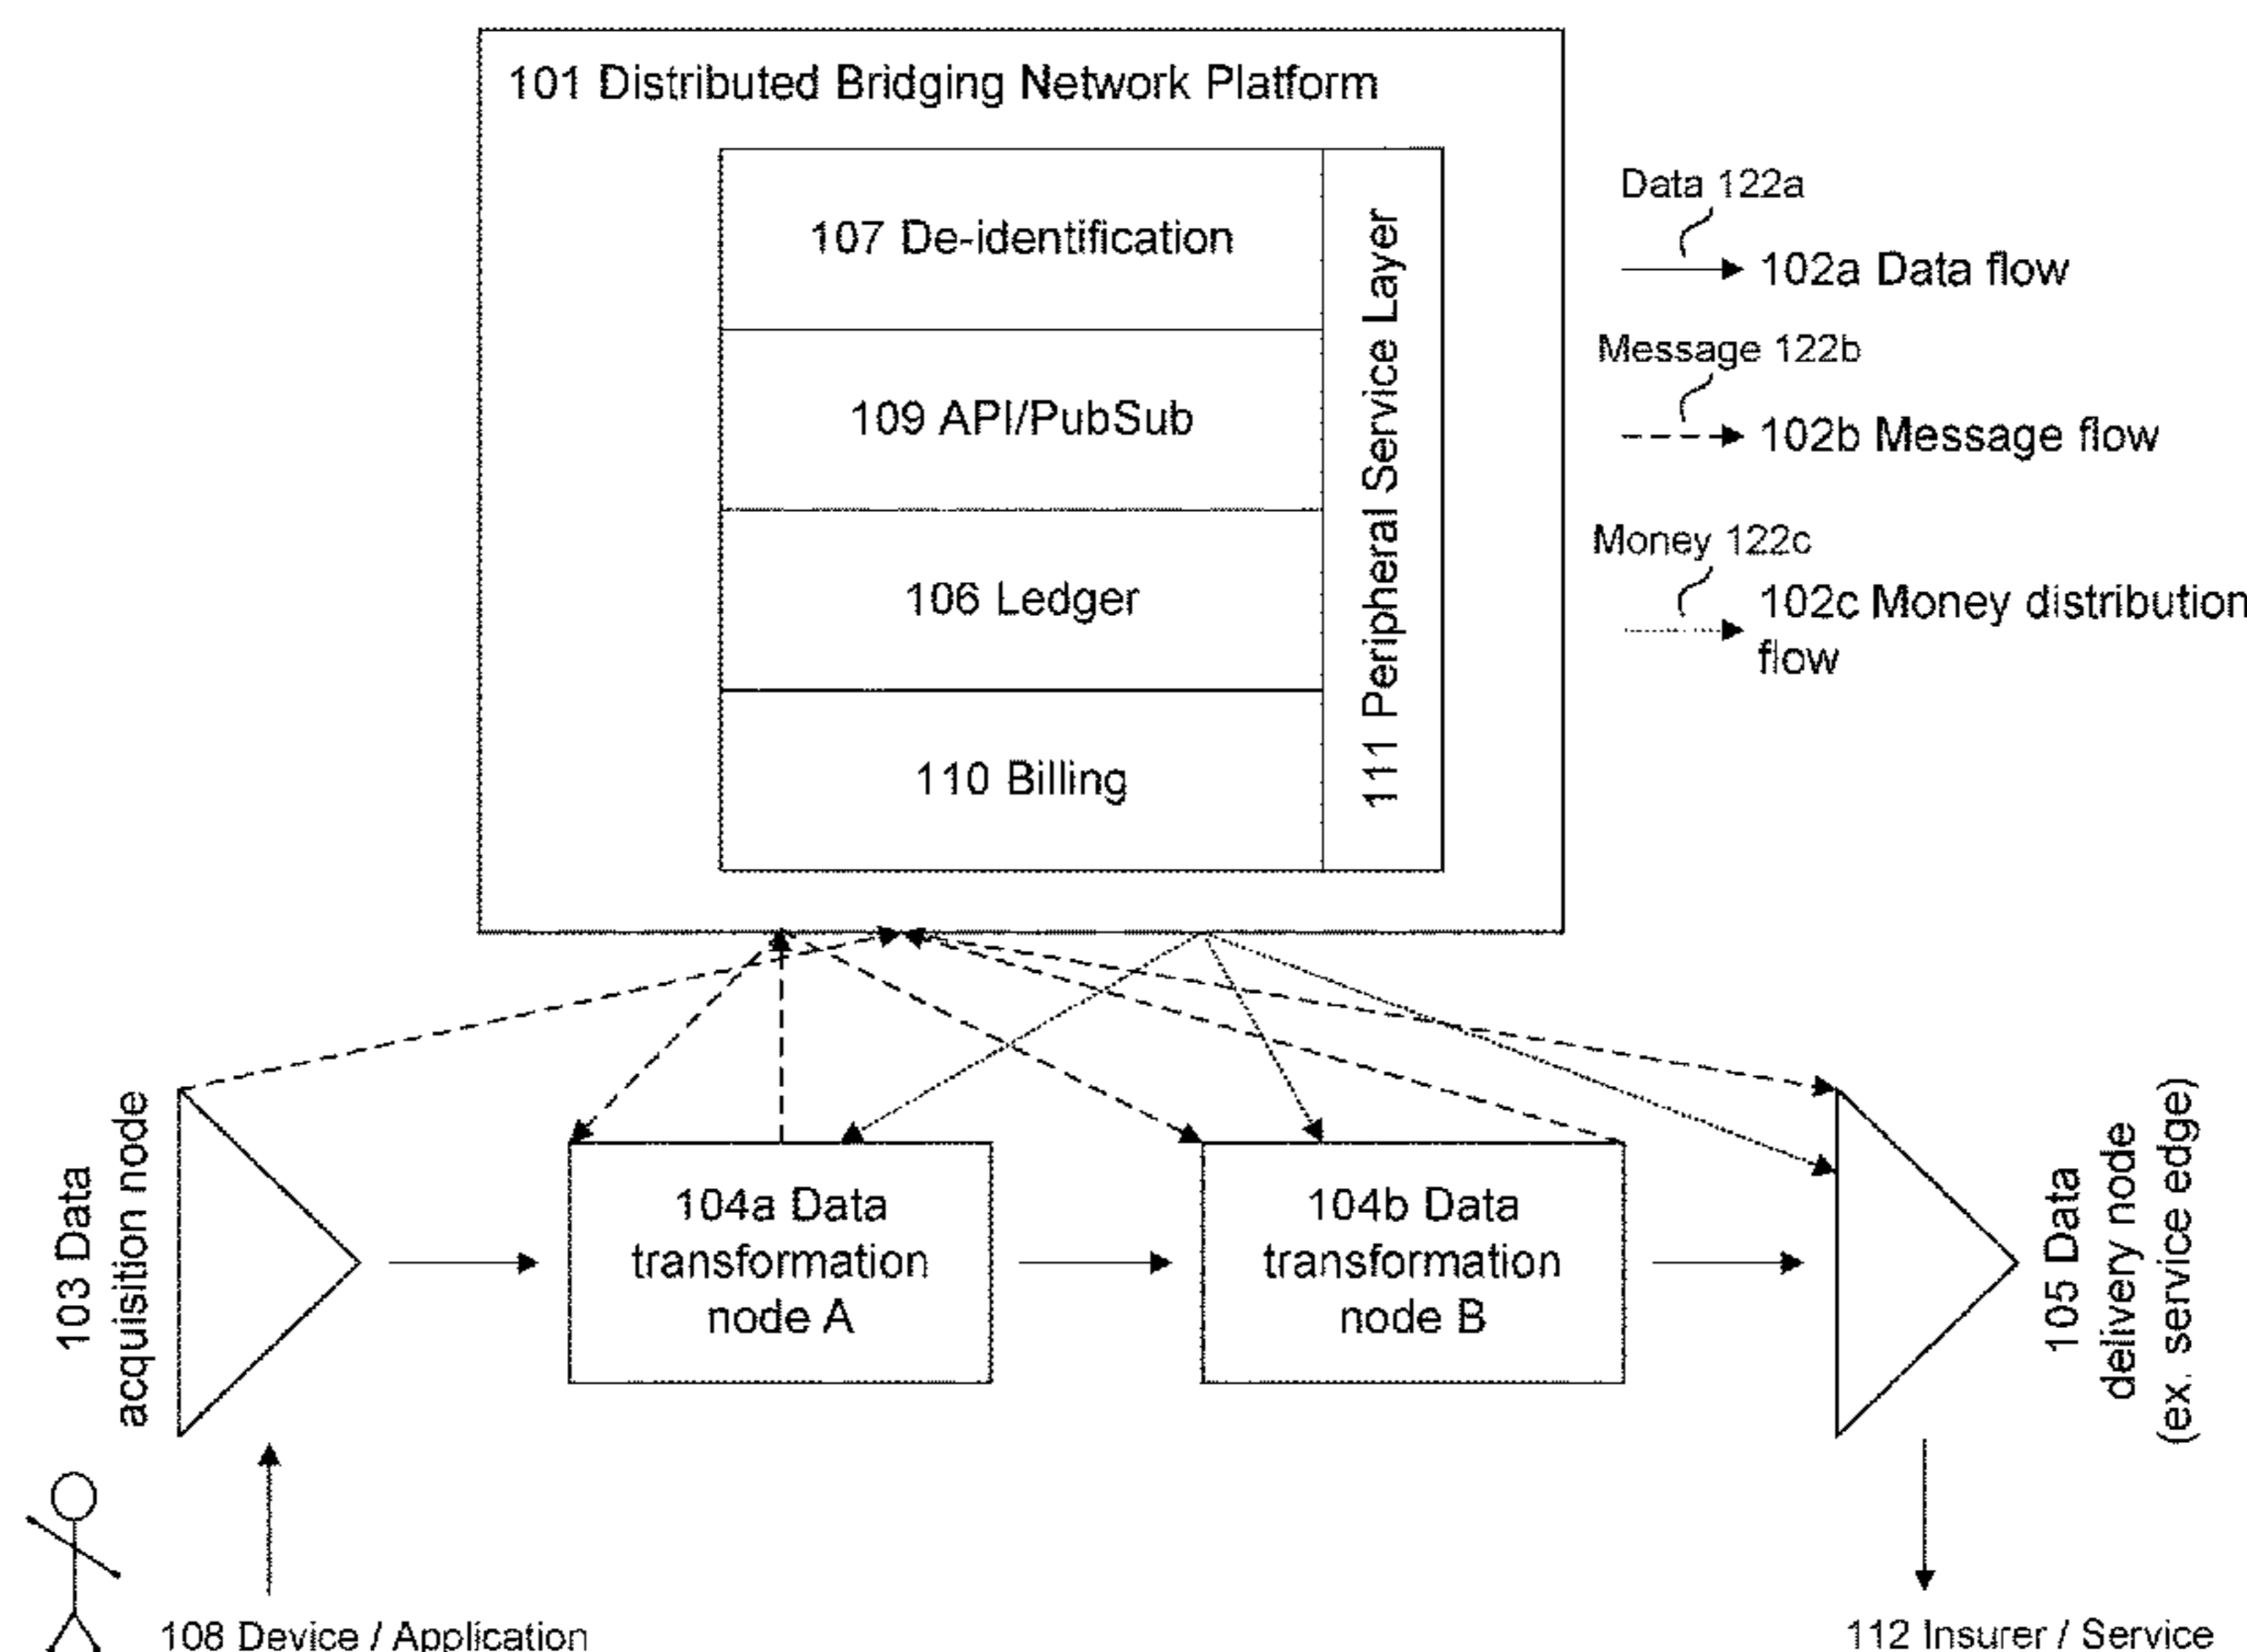 101 Distributed Bridging Network Platform
107 De-identification
109 API/PubSub
106 Ledger
110 Billing
111 Peripheral Service Layer
Data 122a
102a Data flow
Message 122b
102b Message flow
Money 122c
102c Money distribution
flow
103 Data
acquisition node
104a Data
transformation
node A
104b Data
transformation
node B
105 Data
delivery node
(ex. service edge)
108 Device / Application
112 Insurer / Service